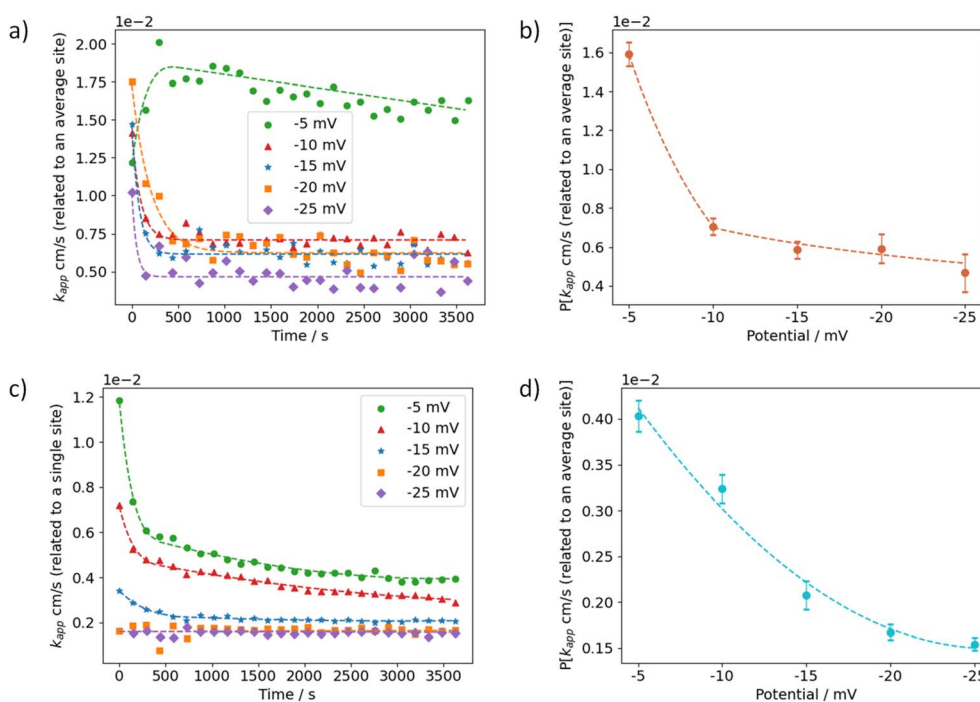 a)
1e−2
k_app cm/s (related to an average site)
2.00
1.75
1.50
1.25
1.00
0.75
0.50
-5 mV
-10 mV
-15 mV
-20 mV
-25 mV
0 500 1000 1500 2000 2500 3000 3500
Time / s
b)
1e−2
P[k_app cm/s (related to an average site)]
1.6
1.4
1.2
1.0
0.8
0.6
0.4
-5 -10 -15 -20 -25
Potential / mV
c)
1e−2
k_app cm/s (related to a single site)
1.2
1.0
0.8
0.6
0.4
0.2
-5 mV
-10 mV
-15 mV
-20 mV
-25 mV
0 500 1000 1500 2000 2500 3000 3500
Time / s
d)
1e−2
P[k_app cm/s (related to an average site)]
0.40
0.35
0.30
0.25
0.20
0.15
-5 -10 -15 -20 -25
Potential / mV